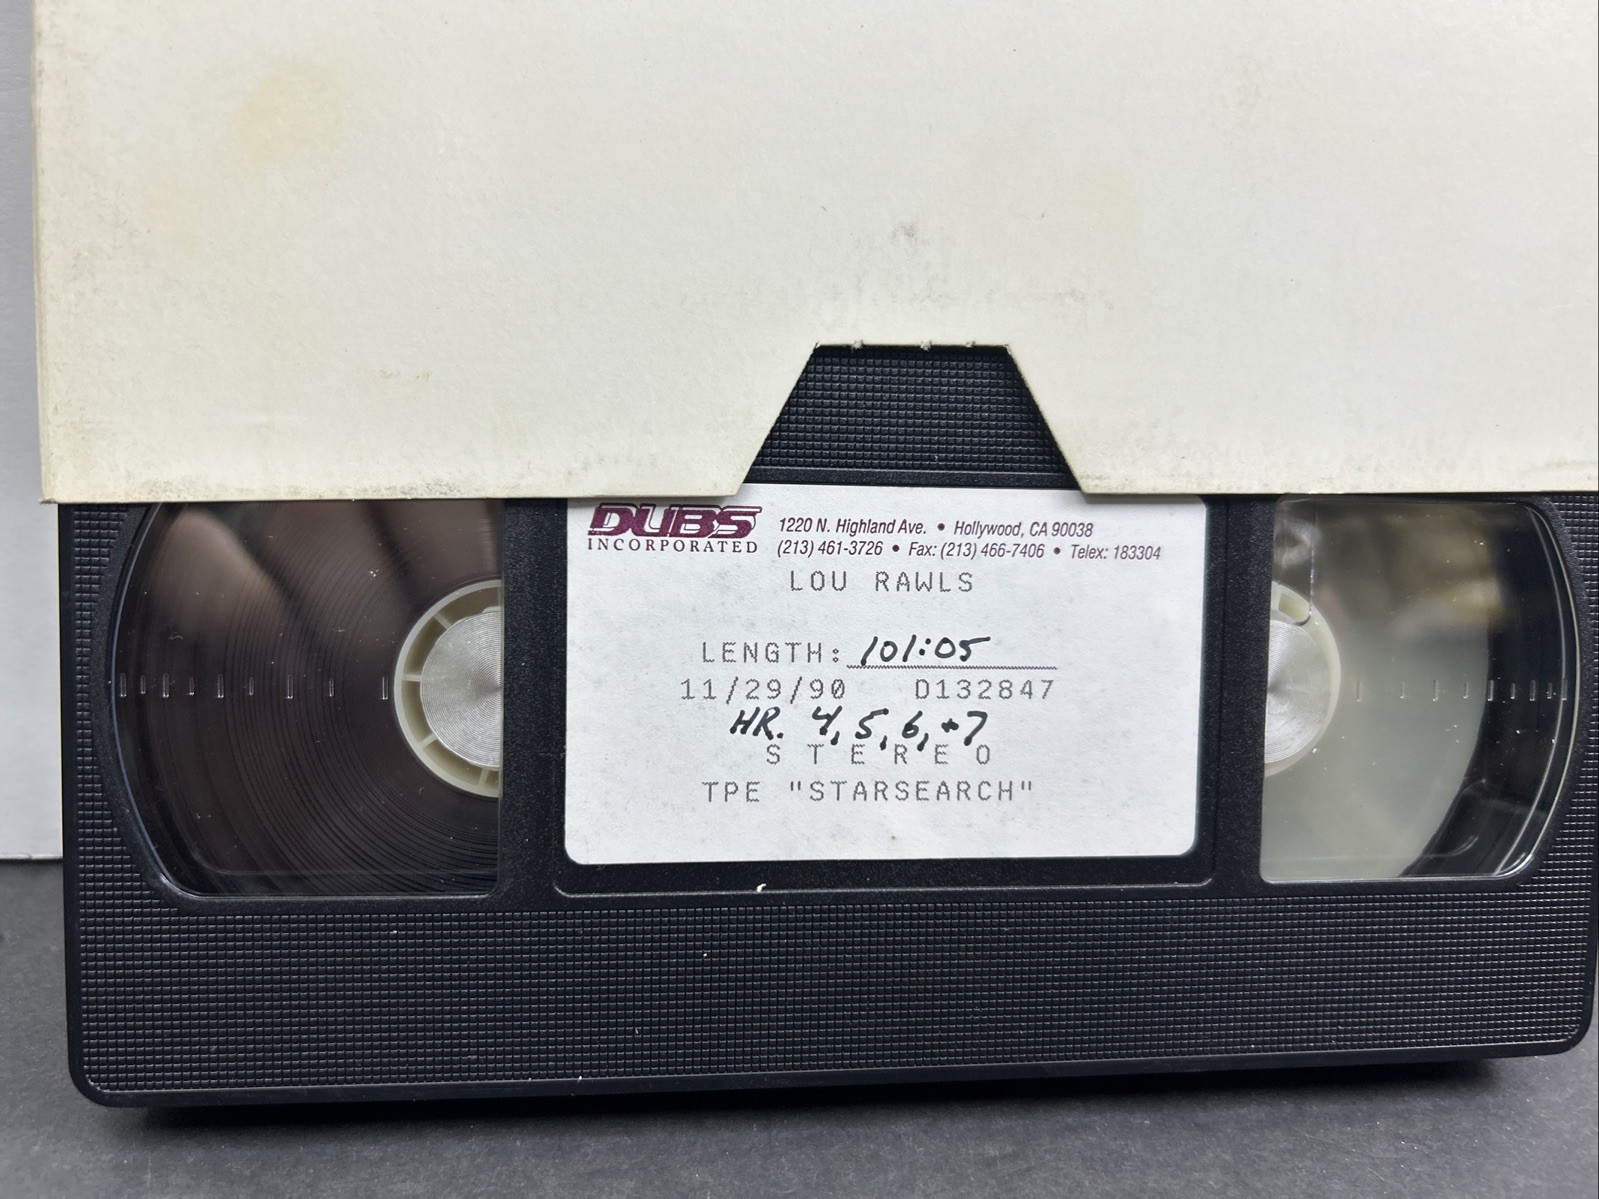 DUBS
INCORPORATED
1220 N. Highland Ave. • Hollywood, CA 90038
(213) 461-3726 • Fax: (213) 466-7406 • Telex: 183304
LOU RAWLS
LENGTH: 101:05
11/29/90 D132847
HR. 4, 5, 6, +7
STEREO
TPE "STARSEARCH"